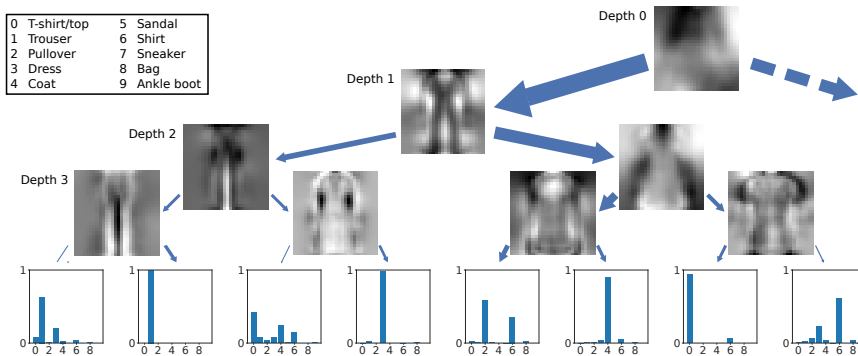 0 T-shirt/top 5 Sandal
1 Trouser 6 Shirt
2 Pullover 7 Sneaker
3 Dress 8 Bag
4 Coat 9 Ankle boot
Depth 0
Depth 1
Depth 2
Depth 3
1 1 1 1 1 1 1 1
0 0 0 0 0 0 0 0
0 2 4 6 8 0 2 4 6 8 0 2 4 6 8 0 2 4 6 8 0 2 4 6 8 0 2 4 6 8 0 2 4 6 8 0 2 4 6 8